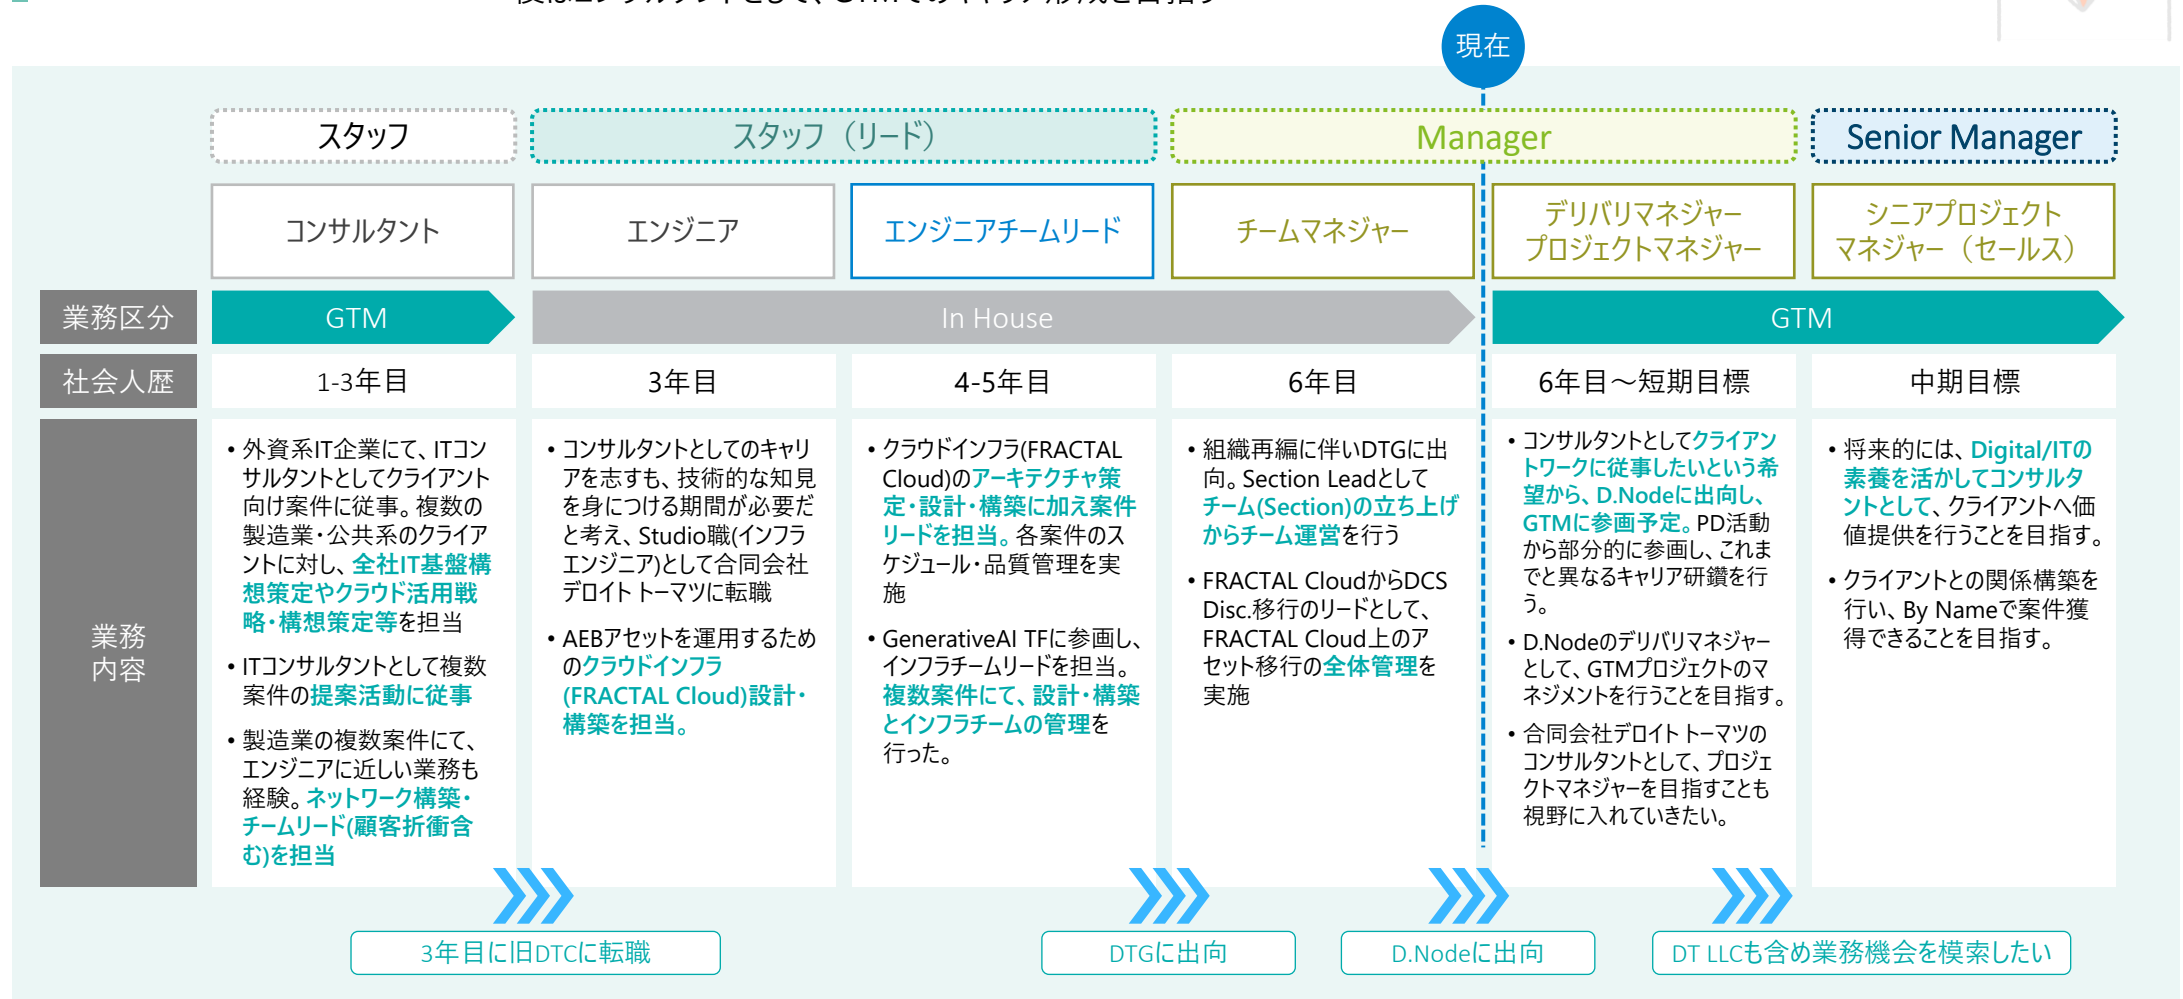 現在
スタッフ
スタッフ（リード）
Manager
Senior Manager
コンサルタント
エンジニア
エンジニアチームリード
チームマネジャー
デリバリマネジャー
プロジェクトマネジャー
シニアプロジェクト
マネジャー（セールス）
業務区分
GTM
In House
GTM
社会人歴
1-3年目
3年目
4-5年目
6年目
6年目～短期目標
中期目標
業務
内容
• 外資系IT企業にて、ITコン
サルタントとしてクライアント
向け案件に従事。複数の
製造業・公共系のクライア
ントに対し、全社IT基盤構
想策定やクラウド活用戦
略・構想策定等を担当
• ITコンサルタントとして複数
案件の提案活動に従事
• 製造業の複数案件にて、
エンジニアに近しい業務も
経験。ネットワーク構築・
チームリード(顧客折衝含
む)を担当
• コンサルタントとしてのキャリ
アを志すも、技術的な知見
を身につける期間が必要だ
と考え、Studio職(インフラ
エンジニア)として合同会社
デロイト トーマツに転職
• AEBアセットを運用するため
のクラウドインフラ
(FRACTAL Cloud)設計・
構築を担当。
• クラウドインフラ(FRACTAL
Cloud)のアーキテクチャ策
定・設計・構築に加え案件
リードを担当。各案件のス
ケジュール・品質管理を実
施
• GenerativeAI TFに参画し、
インフラチームリードを担当。
複数案件にて、設計・構築
とインフラチームの管理を
行った。
• 組織再編に伴いDTGに出
向。Section Leadとして
チーム(Section)の立ち上げ
からチーム運営を行う
• FRACTAL CloudからDCS
Disc.移行のリードとして、
FRACTAL Cloud上のア
セット移行の全体管理を
実施
• コンサルタントとしてクライアン
トワークに従事したいという希
望から、D.Nodeに出向し、
GTMに参画予定。PD活動
から部分的に参画し、これま
でと異なるキャリア研鑽を行
う。
• D.Nodeのデリバリマネジャー
として、GTMプロジェクトのマ
ネジメントを行うことを目指す。
• 合同会社デロイト トーマツの
コンサルタントとして、プロジェ
クトマネジャーを目指すことも
視野に入れていきたい。
• 将来的には、Digital/ITの
素養を活かしてコンサルタ
ントとして、クライアントへ価
値提供を行うことを目指す。
• クライアントとの関係構築を
行い、By Nameで案件獲
得できることを目指す。
3年目に旧DTCに転職
DTGに出向
D.Nodeに出向
DT LLCも含め業務機会を模索したい